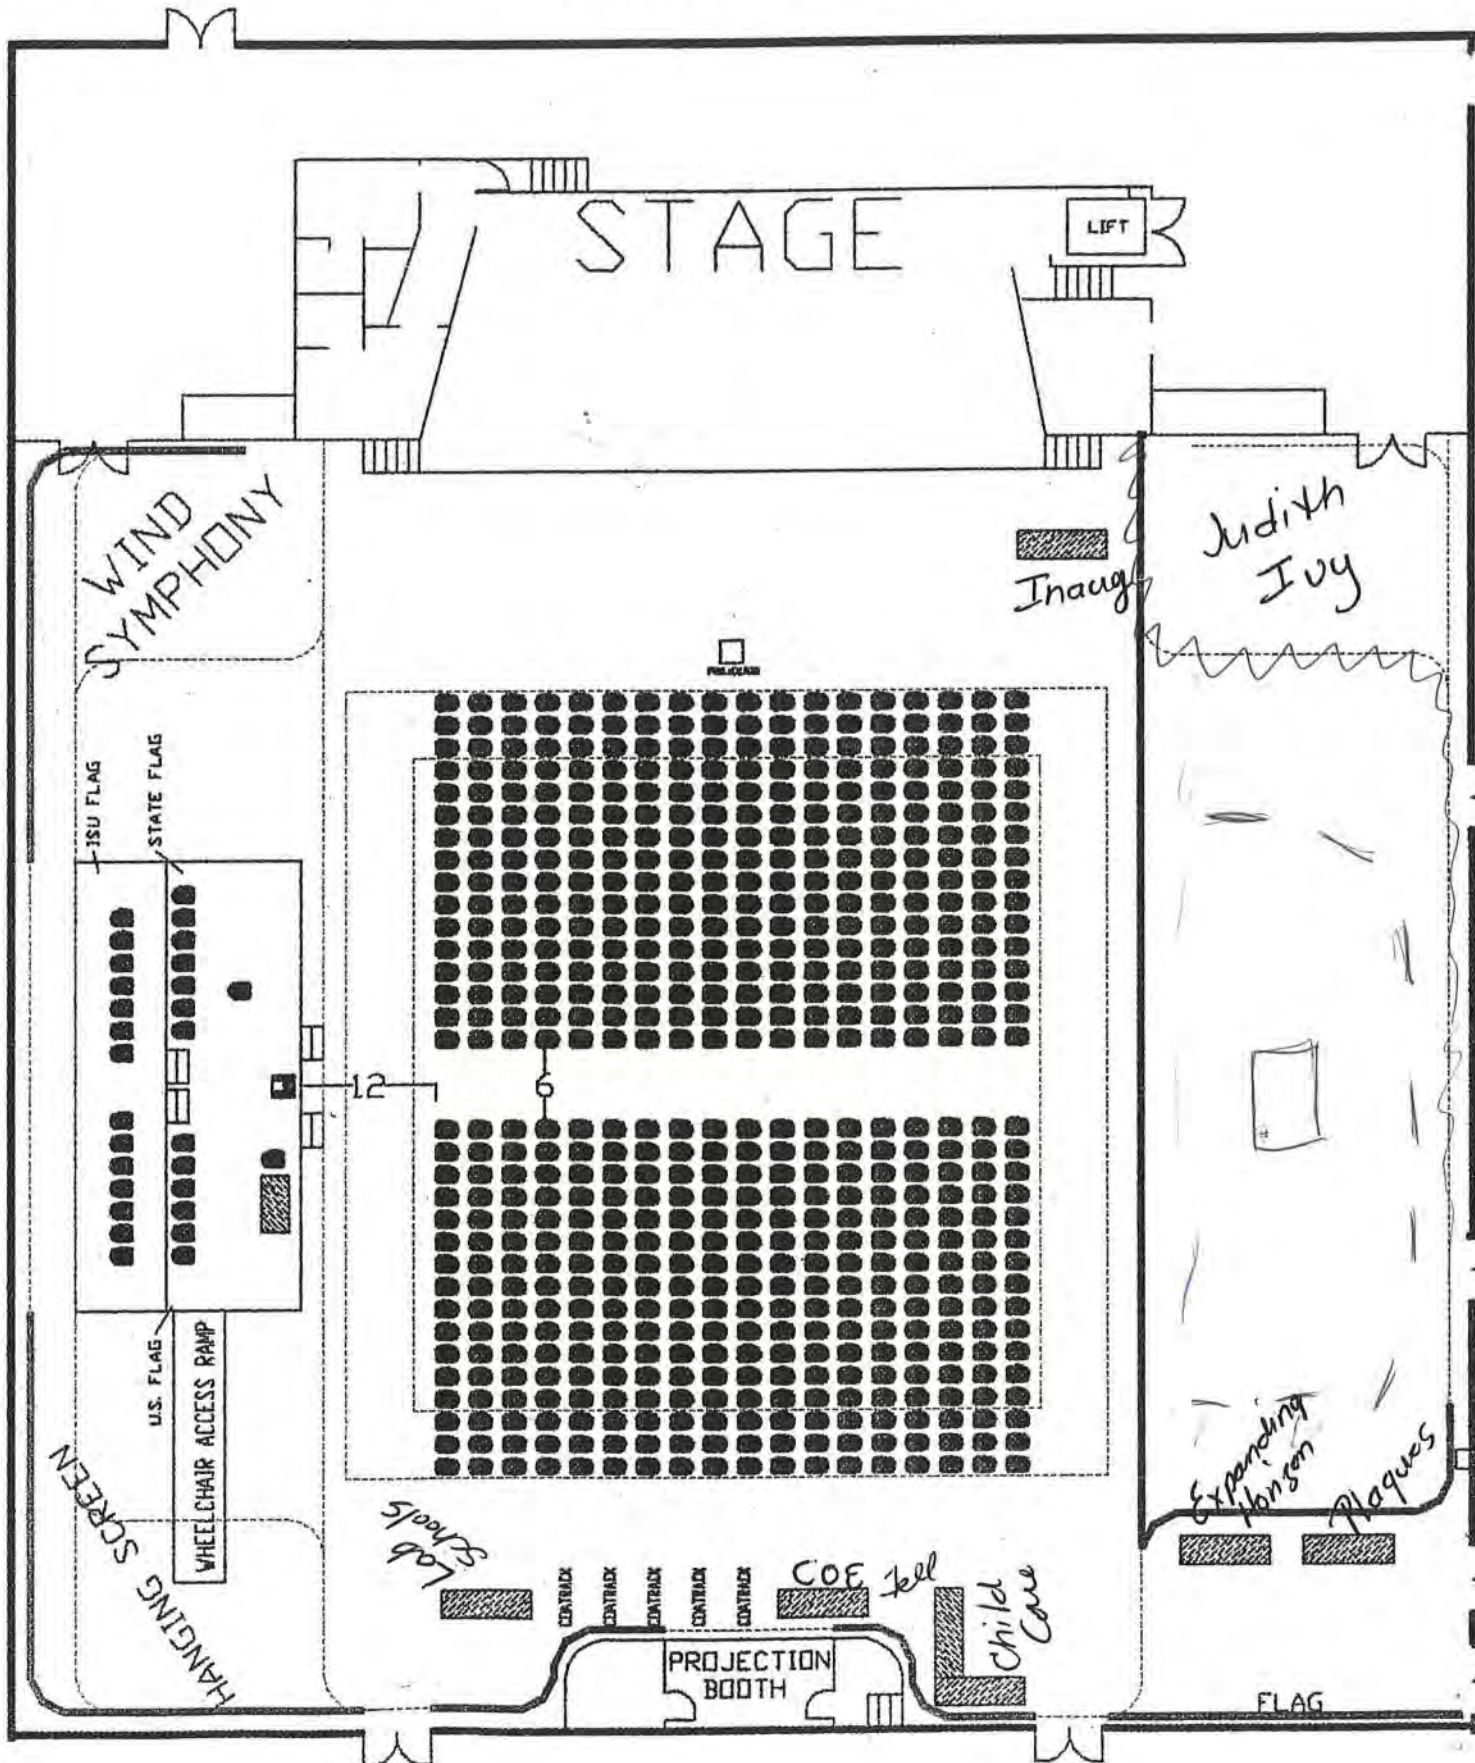 STAGE
LIFT
WIND
SYMPHONY
Judith
Ivy
Inaug
ISU FLAG
STATE FLAG
12
6
U.S. FLAG
WHEELCHAIR ACCESS RAMP
HANGING SCREEN
Expanding
Horizon
Plaques
Lab
Schools
COATRACK
COATRACK
COATRACK
COATRACK
COATRACK
COE
Child
Care
PROJECTION
BOOTH
FLAG